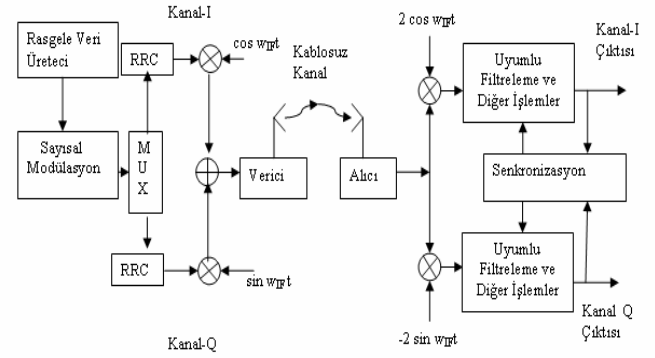 Kanal-I
Rasgele Veri
Üreteci
RRC
cos wIFt
Sayısal
Modülasyon
M
U
X
RRC
sin wIFt
Kanal-Q
Verici
Kablosuz
Kanal
Alıcı
2 cos wIFt
Uyumlu
Filtreleme ve
Diğer İşlemler
Kanal-I
Çıktısı
Senkronizasyon
Uyumlu
Filtreleme ve
Diğer İşlemler
Kanal Q
Çıktısı
-2 sin wIFt